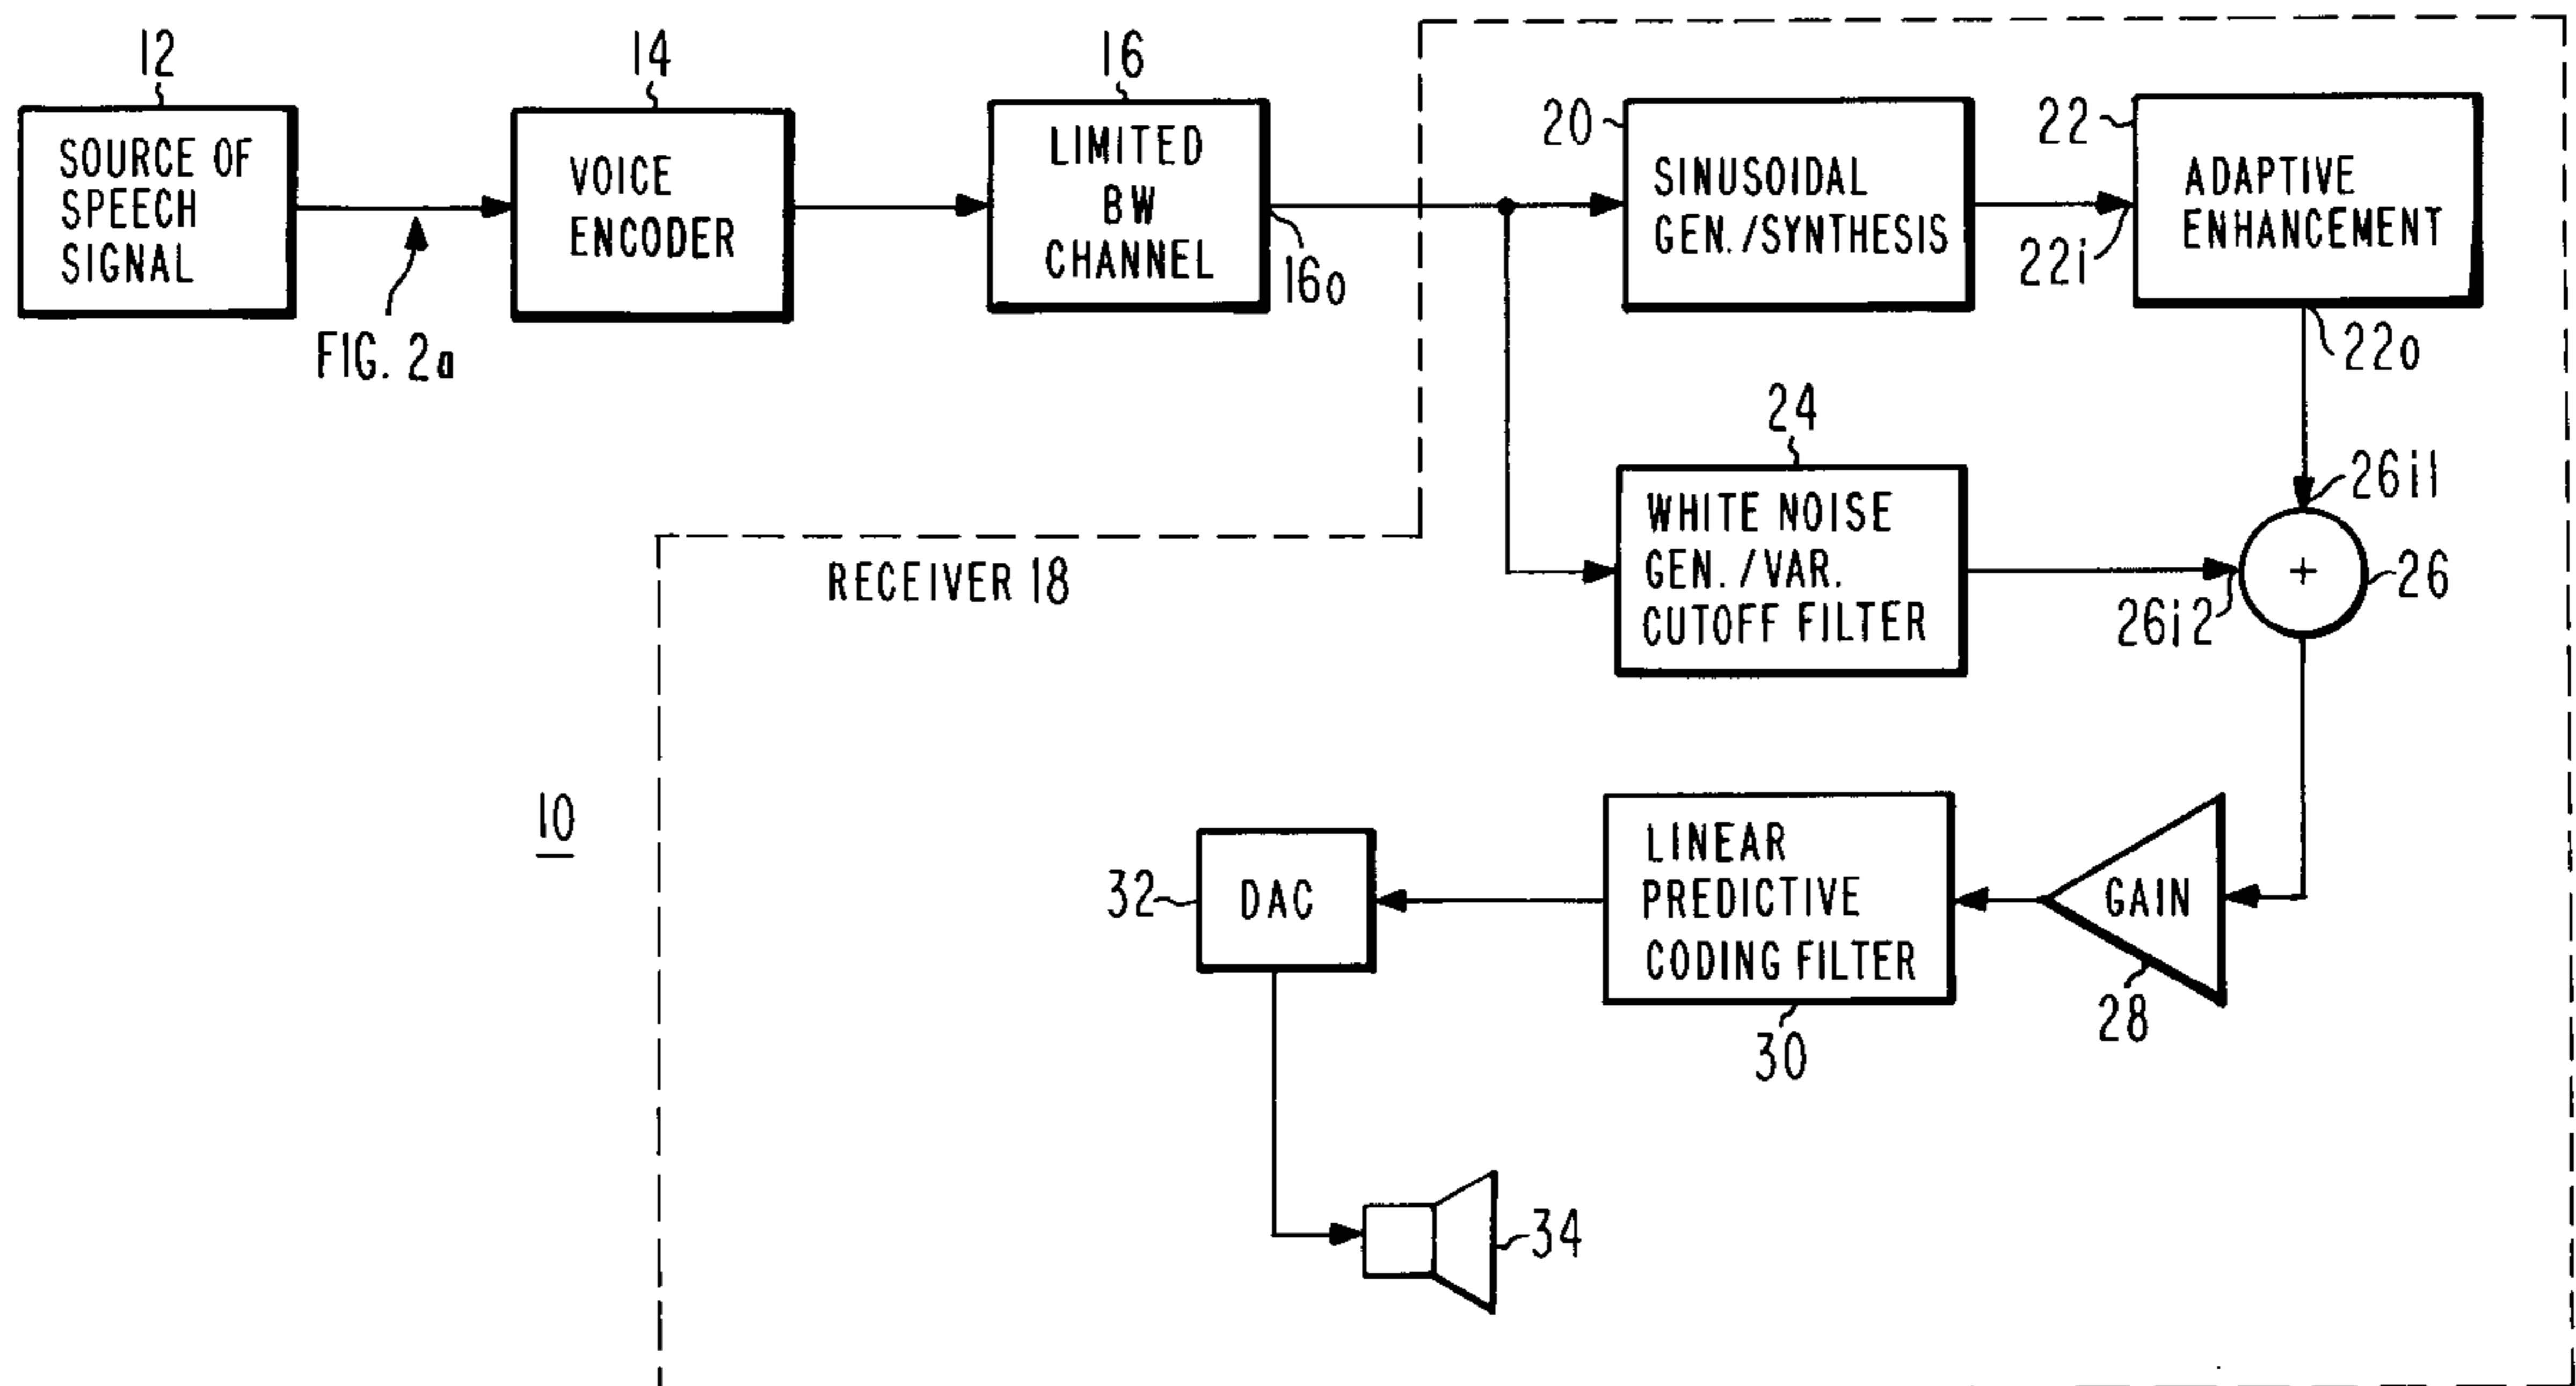 12
14
16
20
22
SOURCE OF
SPEECH
SIGNAL
VOICE
ENCODER
LIMITED
BW
CHANNEL
16o
SINUSOIDAL
GEN./SYNTHESIS
22i
ADAPTIVE
ENHANCEMENT
22o
FIG. 2a
24
WHITE NOISE
GEN./VAR.
CUTOFF FILTER
26i1
26i2
+
26
RECEIVER 18
10
32
DAC
LINEAR
PREDICTIVE
CODING FILTER
30
GAIN
28
34